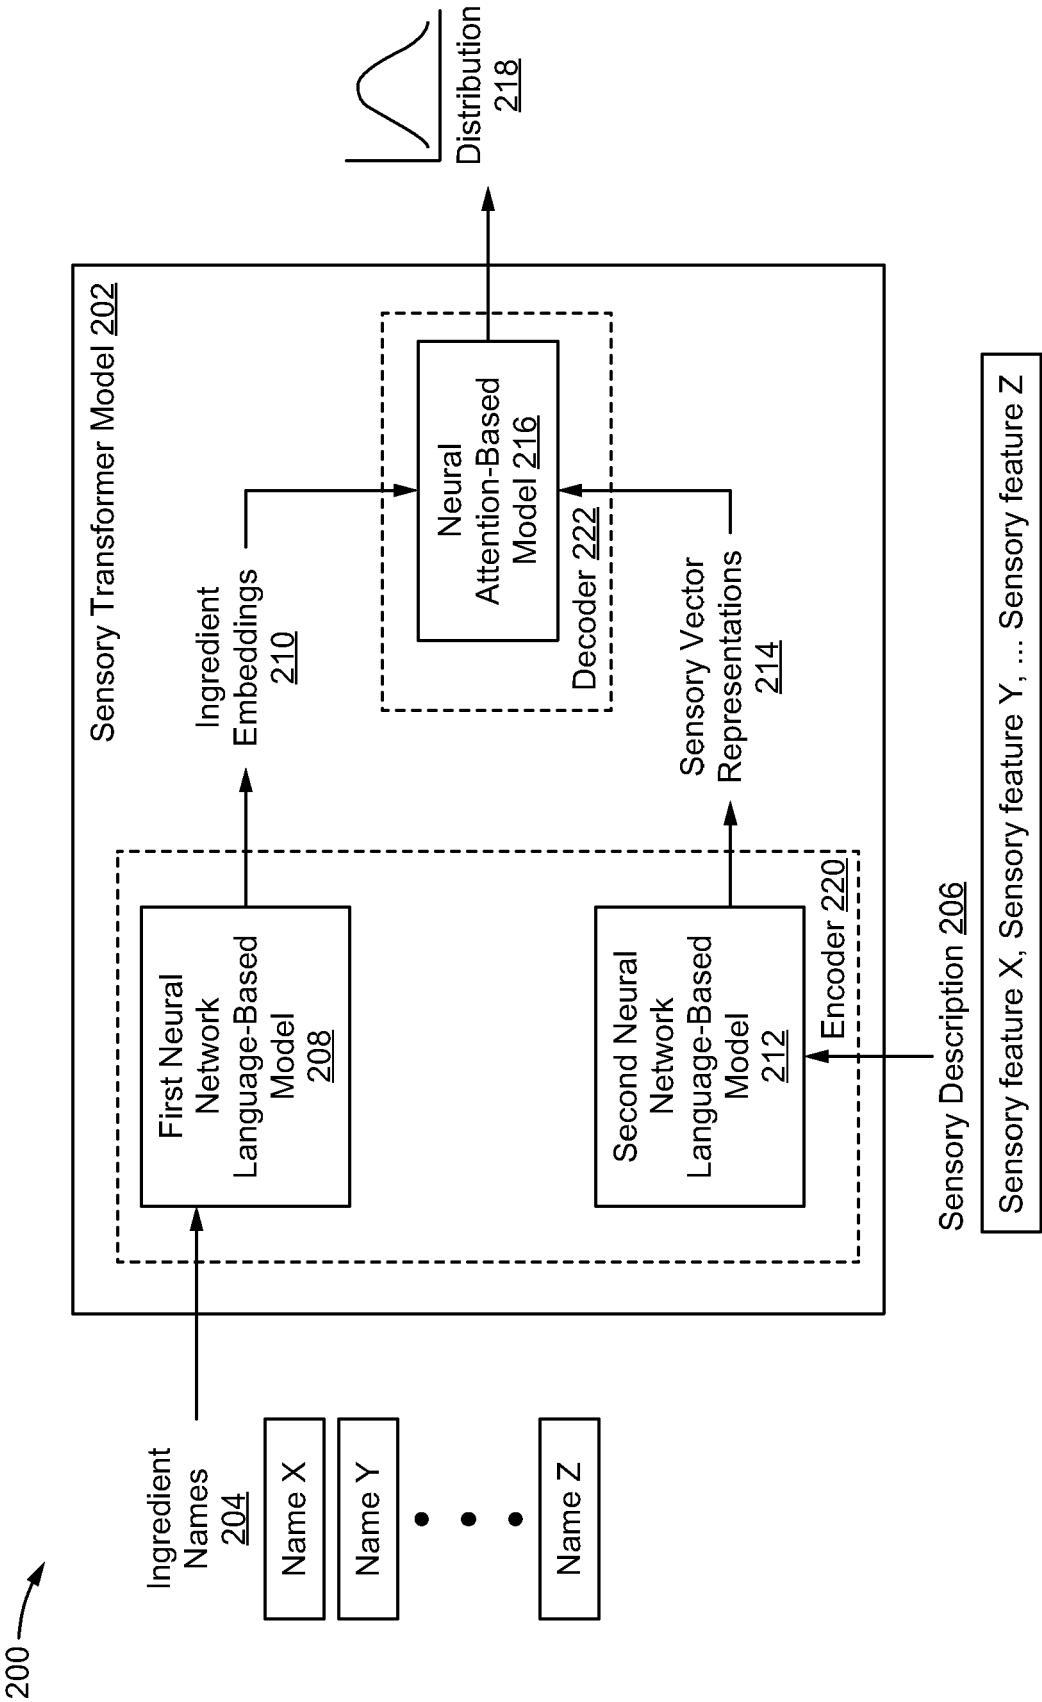 200
Ingredient
Names
204
Name X
Name Y
Name Z
Sensory Transformer Model 202
First Neural
Network
Language-Based
Model
208
Ingredient
Embeddings
210
Second Neural
Network
Language-Based
Model
212
Encoder 220
Sensory Vector
Representations
214
Neural
Attention-Based
Model 216
Decoder 222
Distribution
218
Sensory Description 206
Sensory feature X, Sensory feature Y, ... Sensory feature Z